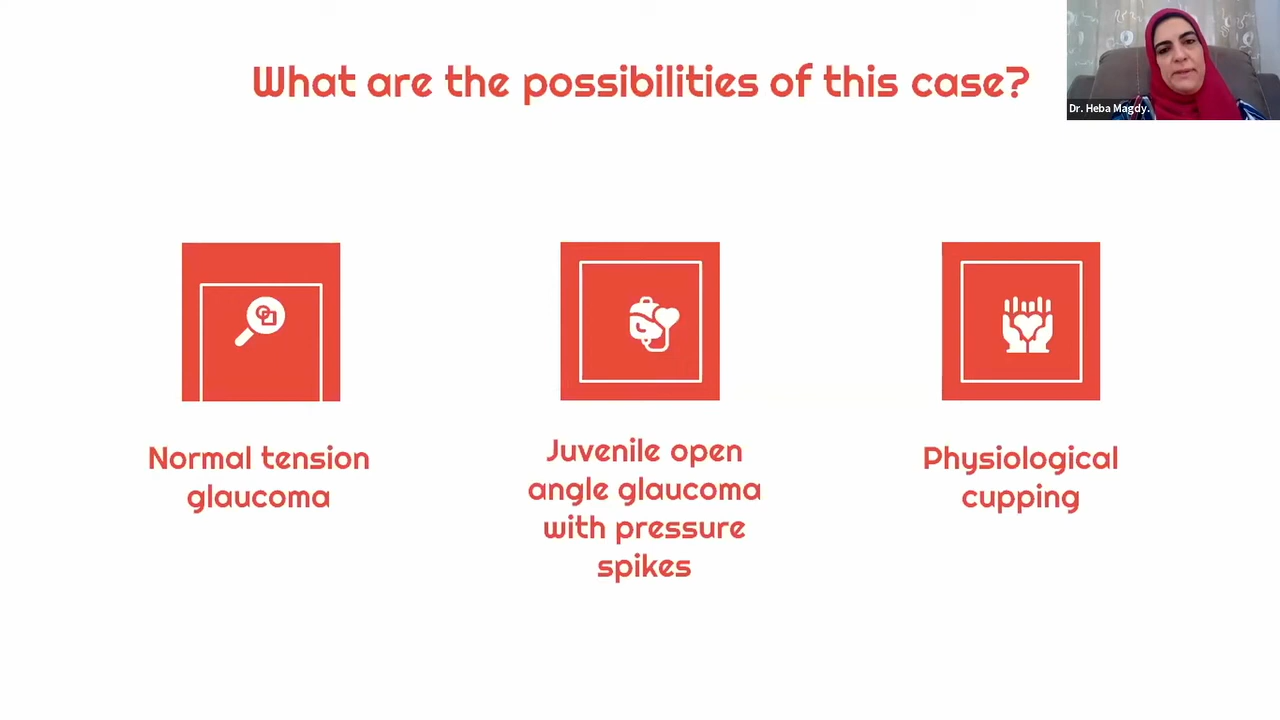 What are the possibilities of this case?
Dr. Heba Magdy.
Normal tension
glaucoma
Juvenile open
angle glaucoma
with pressure
spikes
Physiological
cupping